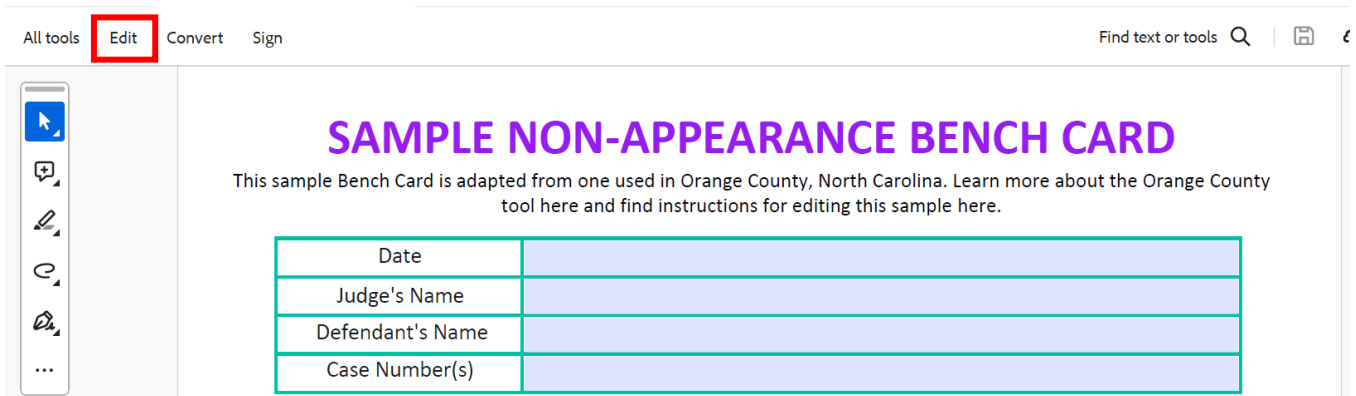 All tools Edit Convert Sign Find text or tools
SAMPLE NON-APPEARANCE BENCH CARD
This sample Bench Card is adapted from one used in Orange County, North Carolina. Learn more about the Orange County
tool here and find instructions for editing this sample here.
Date
Judge's Name
Defendant's Name
Case Number(s)